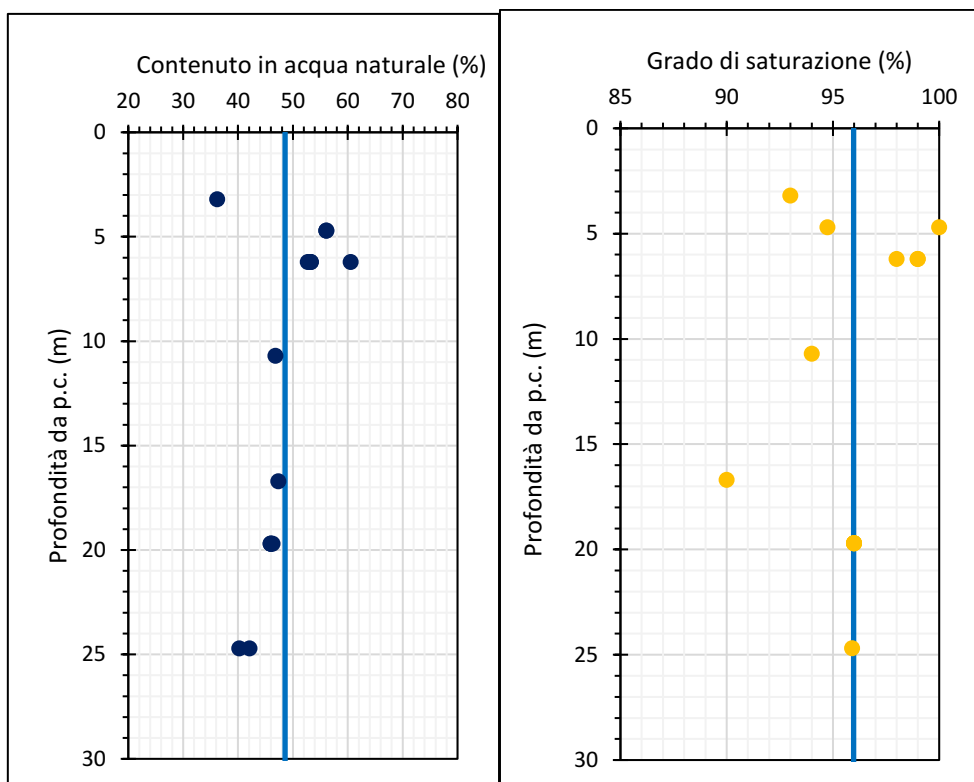 Contenuto in acqua naturale (%)
20 30 40 50 60 70 80
0
5
10
15
20
25
30
Profondità da p.c. (m)
Grado di saturazione (%)
85 90 95 100
0
5
10
15
20
25
30
Profondità da p.c. (m)